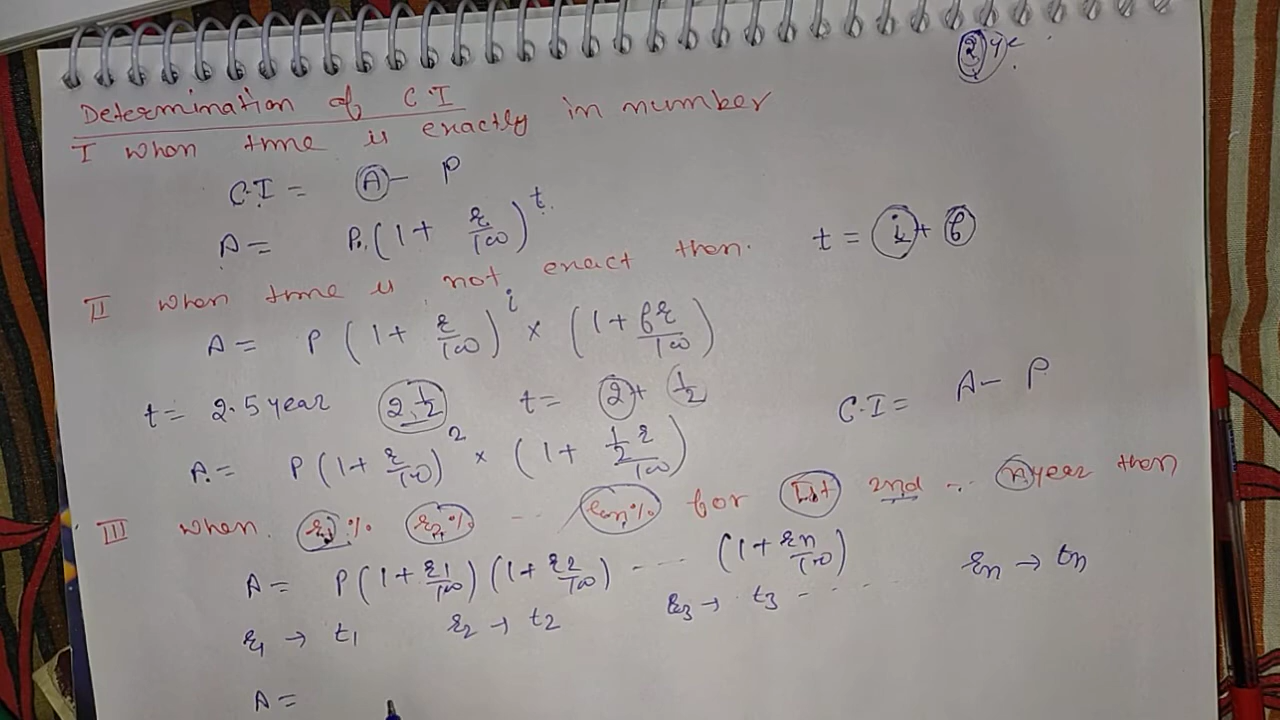 2 yr.
Determination of C.I
I when time is exactly in number
C.I = A - P
A = P.(1 + r/100)^t.
II when time is not exact then. t = i + f
A = P (1 + r/100)^i × (1 + fr/100)
t = 2.5 year 2.1/2 t = 2 + 1/2 C.I = A - P
A. = P (1 + r/100)^2 × (1 + 1/2 r/100)
III when. r1% r2% ... rn% for Ist 2nd ... n year then
A = P(1 + r1/100)(1 + r2/100) ---- (1 + rn/100)
r1 → t1 r2 → t2 r3 → t3 - - - - - rn → tn
A =